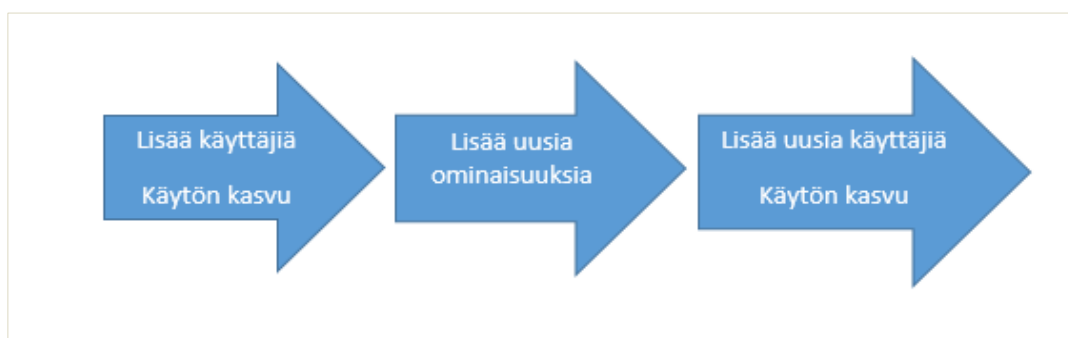 Lisää käyttäjiä
Käytön kasvu
Lisää uusia
ominaisuuksia
Lisää uusia käyttäjiä
Käytön kasvu